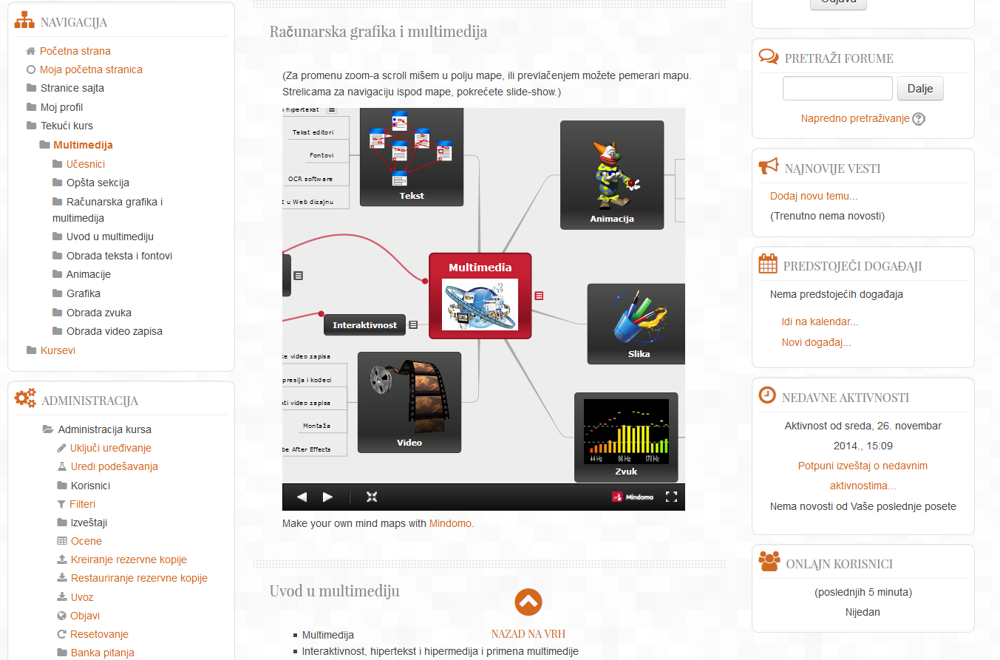 NAVIGACIJA
Početna strana
Moja početna stranica
Stranice sajta
Moj profil
Tekući kurs
Multimedija
Učesnici
Opšta sekcija
Računarska grafika i
multimedija
Uvod u multimediju
Obrada teksta i fontovi
Animacije
Grafika
Obrada zvuka
Obrada video zapisa
Kursevi
ADMINISTRACIJA
Administracija kursa
Uključi uređivanje
Uredi podešavanja
Korisnici
Filteri
Izveštaji
Ocene
Kreiranje rezervne kopije
Restauriranje rezervne kopije
Uvoz
Objavi
Resetovanje
Banka pitanja
Računarska grafika i multimedija
(Za promenu zoom-a scroll mišem u polju mape, ili prevlačenjem možete pemerari mapu.
Strelicama za navigaciju ispod mape, pokrećete slide-show.)
i hipertekst
Tekst editori
Fontovi
OCR software
t u Web dizajnu
Tekst
Animacija
Multimedia
Interaktivnost
Slika
ke video zapisa
presija i kodeci
ati video zapisa
Montaža
be After Effects
Video
44 Hz 86 Hz 170 Hz
Zvuk
Mindomo
Make your own mind maps with Mindomo.
Uvod u multimediju
NAZAD NA VRH
Multimedija
Interaktivnost, hipertekst i hipermedija i primena multimedije
Odjava
PRETRAŽI FORUME
Dalje
Napredno pretraživanje
NAJNOVIJE VESTI
Dodaj novu temu...
(Trenutno nema novosti)
PREDSTOJEĆI DOGAĐAJI
Nema predstojećih događaja
Idi na kalendar...
Novi događaj...
NEDAVNE AKTIVNOSTI
Aktivnost od sreda, 26. novembar
2014., 15:09
Potpuni izveštaj o nedavnim
aktivnostima...
Nema novosti od Vaše poslednje posete
ONLAJN KORISNICI
(poslednjih 5 minuta)
Nijedan